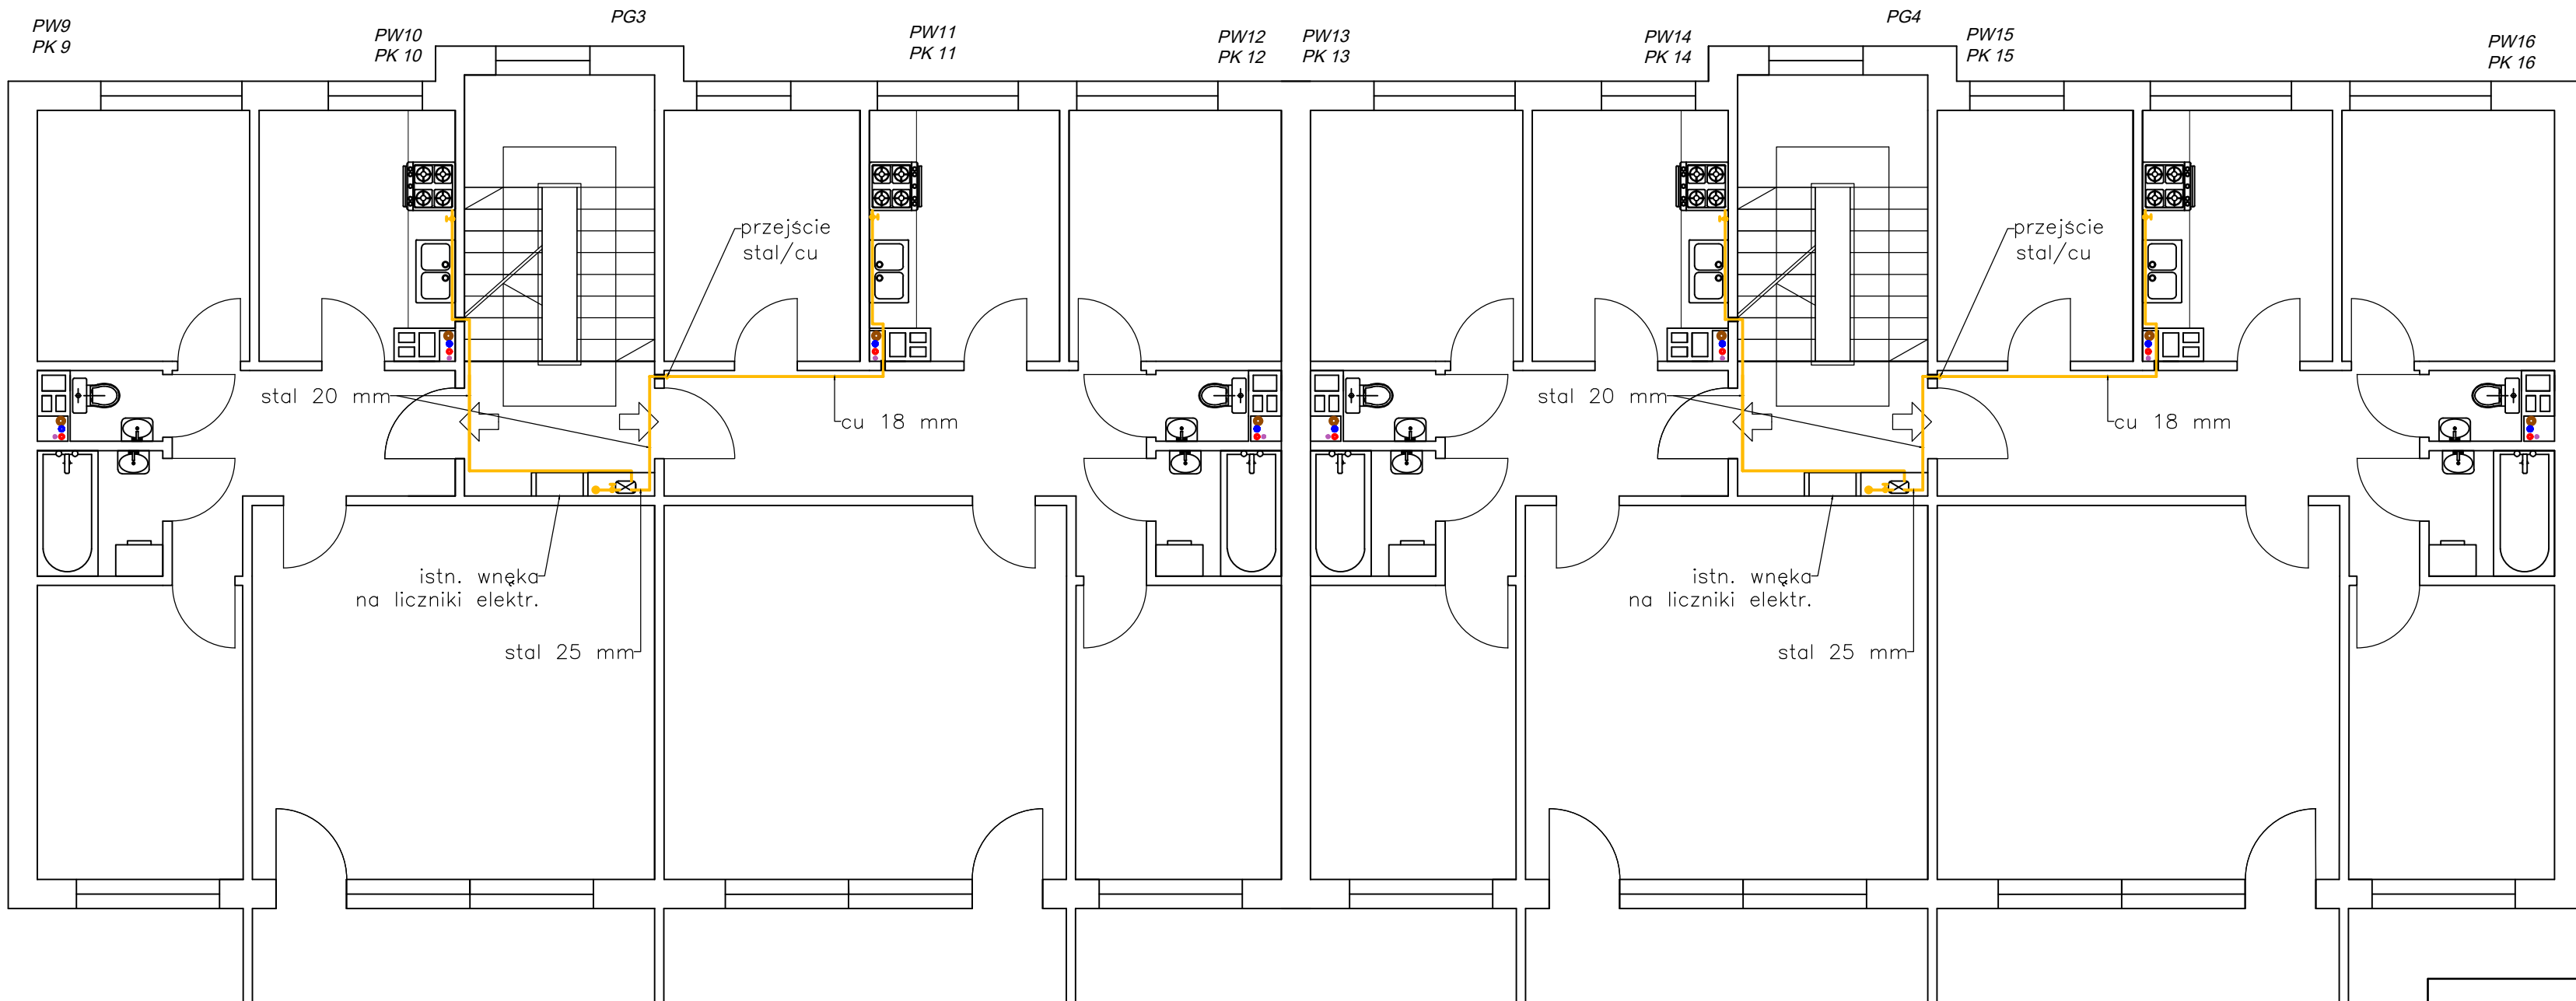 PW9
PK 9
PW10
PK 10
PG3
PW11
PK 11
PW12
PK 12
PW13
PK 13
PW14
PK 14
PG4
PW15
PK 15
PW16
PK 16
przejście
stal/cu
stal 20 mm
cu 18 mm
istn. wnęka
na liczniki elektr.
stal 25 mm
przejście
stal/cu
stal 20 mm
cu 18 mm
istn. wnęka
na liczniki elektr.
stal 25 mm